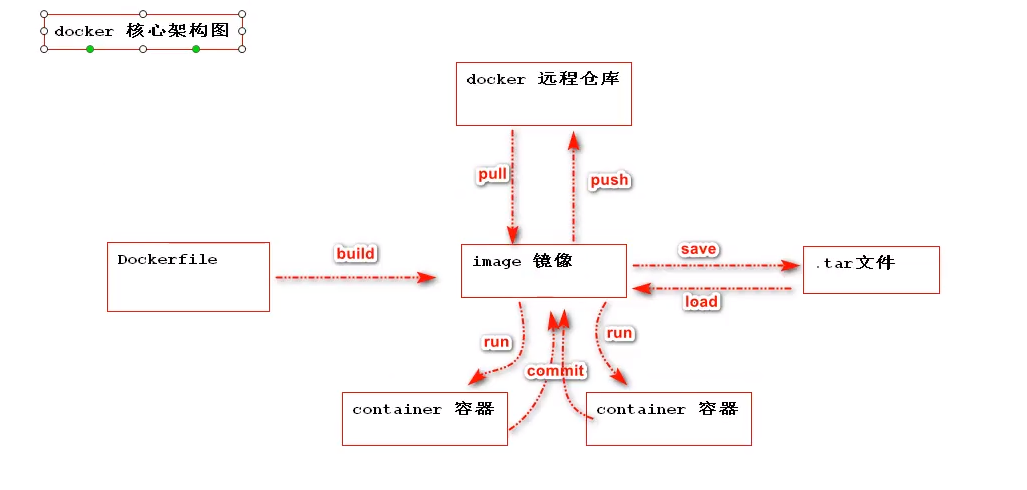 docker 核心架构图
docker 远程仓库
pull
push
Dockerfile
build
image 镜像
save
load
.tar文件
run
run
commit
container 容器
container 容器